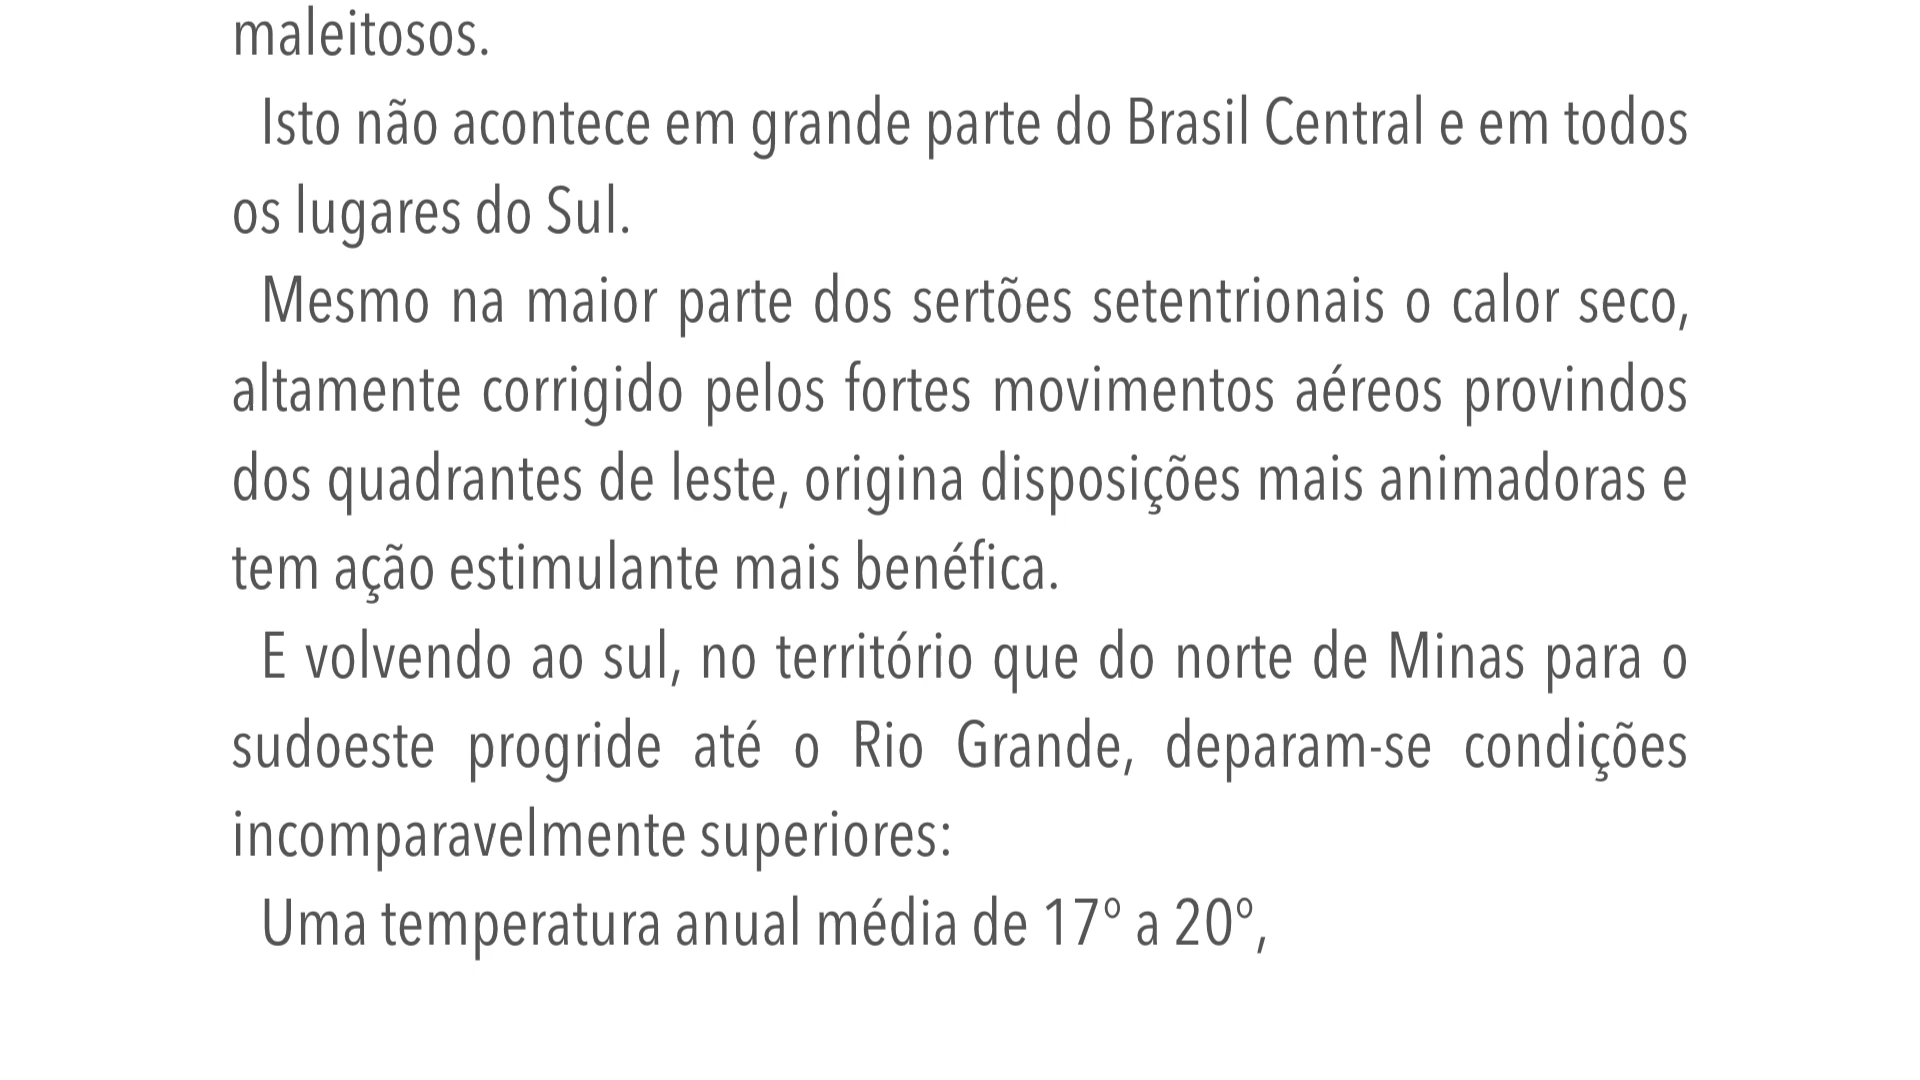 maleitosos.
Isto não acontece em grande parte do Brasil Central e em todos
os lugares do Sul.
Mesmo na maior parte dos sertões setentrionais o calor seco,
altamente corrigido pelos fortes movimentos aéreos provindos
dos quadrantes de leste, origina disposições mais animadoras e
tem ação estimulante mais benéfica.
E volvendo ao sul, no território que do norte de Minas para o
sudoeste progride até o Rio Grande, deparam-se condições
incomparavelmente superiores:
Uma temperatura anual média de 17º a 20º,